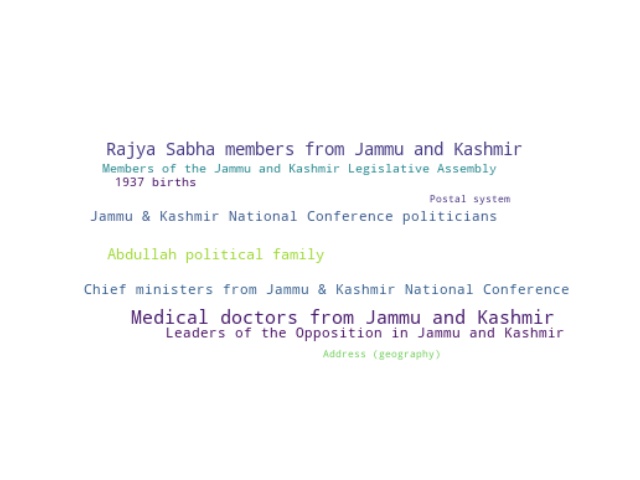 Rajya Sabha members from Jammu and Kashmir
Members of the Jammu and Kashmir Legislative Assembly
1937 births
Postal system
Jammu & Kashmir National Conference politicians
Abdullah political family
Chief ministers from Jammu & Kashmir National Conference
Medical doctors from Jammu and Kashmir
Leaders of the Opposition in Jammu and Kashmir
Address (geography)